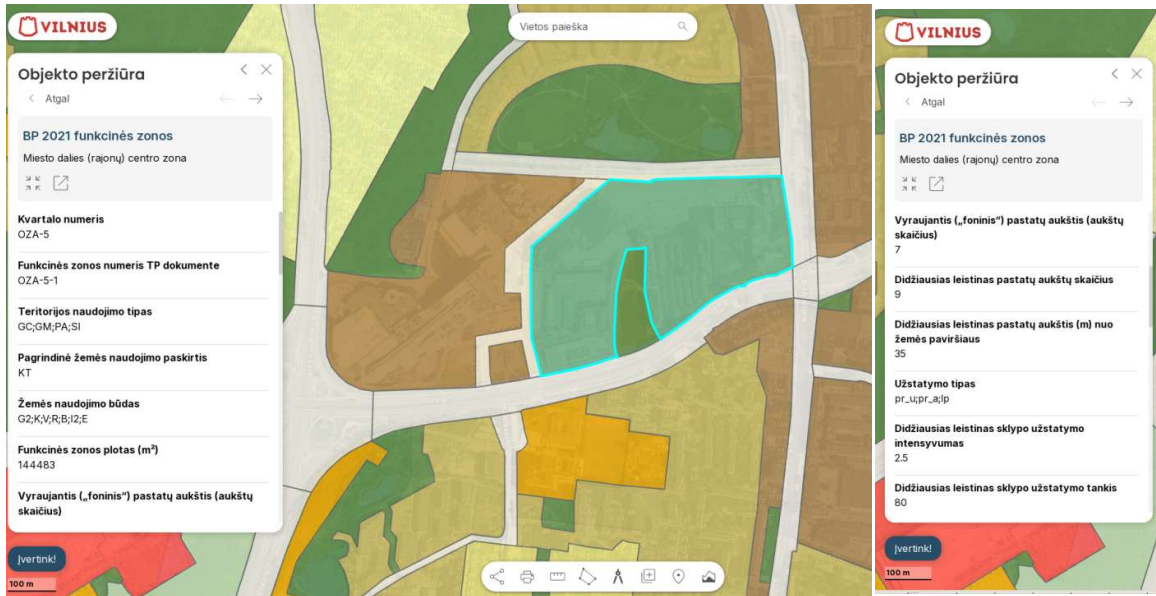 VILNIUS
Vietos paieška
Objekto peržiūra
Atgal
BP 2021 funkcinės zonos
Miesto dalies (rajonų) centro zona
Kvartalo numeris
OZA-5
Funkcinės zonos numeris TP dokumente
OZA-5-1
Teritorijos naudojimo tipas
GC;GM;PA;SI
Pagrindinė žemės naudojimo paskirtis
KT
Žemės naudojimo būdas
G2;K;V;R;B;I2;E
Funkcinės zonos plotas (m²)
144483
Vyraujantis („foninis“) pastatų aukštis (aukštų
skaičius)
Įvertink!
100 m
VILNIUS
Objekto peržiūra
Atgal
BP 2021 funkcinės zonos
Miesto dalies (rajonų) centro zona
Vyraujantis („foninis“) pastatų aukštis (aukštų
skaičius)
7
Didžiausias leistinas pastatų aukštų skaičius
9
Didžiausias leistinas pastatų aukštis (m) nuo
žemės paviršiaus
35
Užstatymo tipas
pr_u;pr_a;lp
Didžiausias leistinas sklypo užstatymo
intensyvumas
2.5
Didžiausias leistinas sklypo užstatymo tankis
80
Įvertink!
100 m